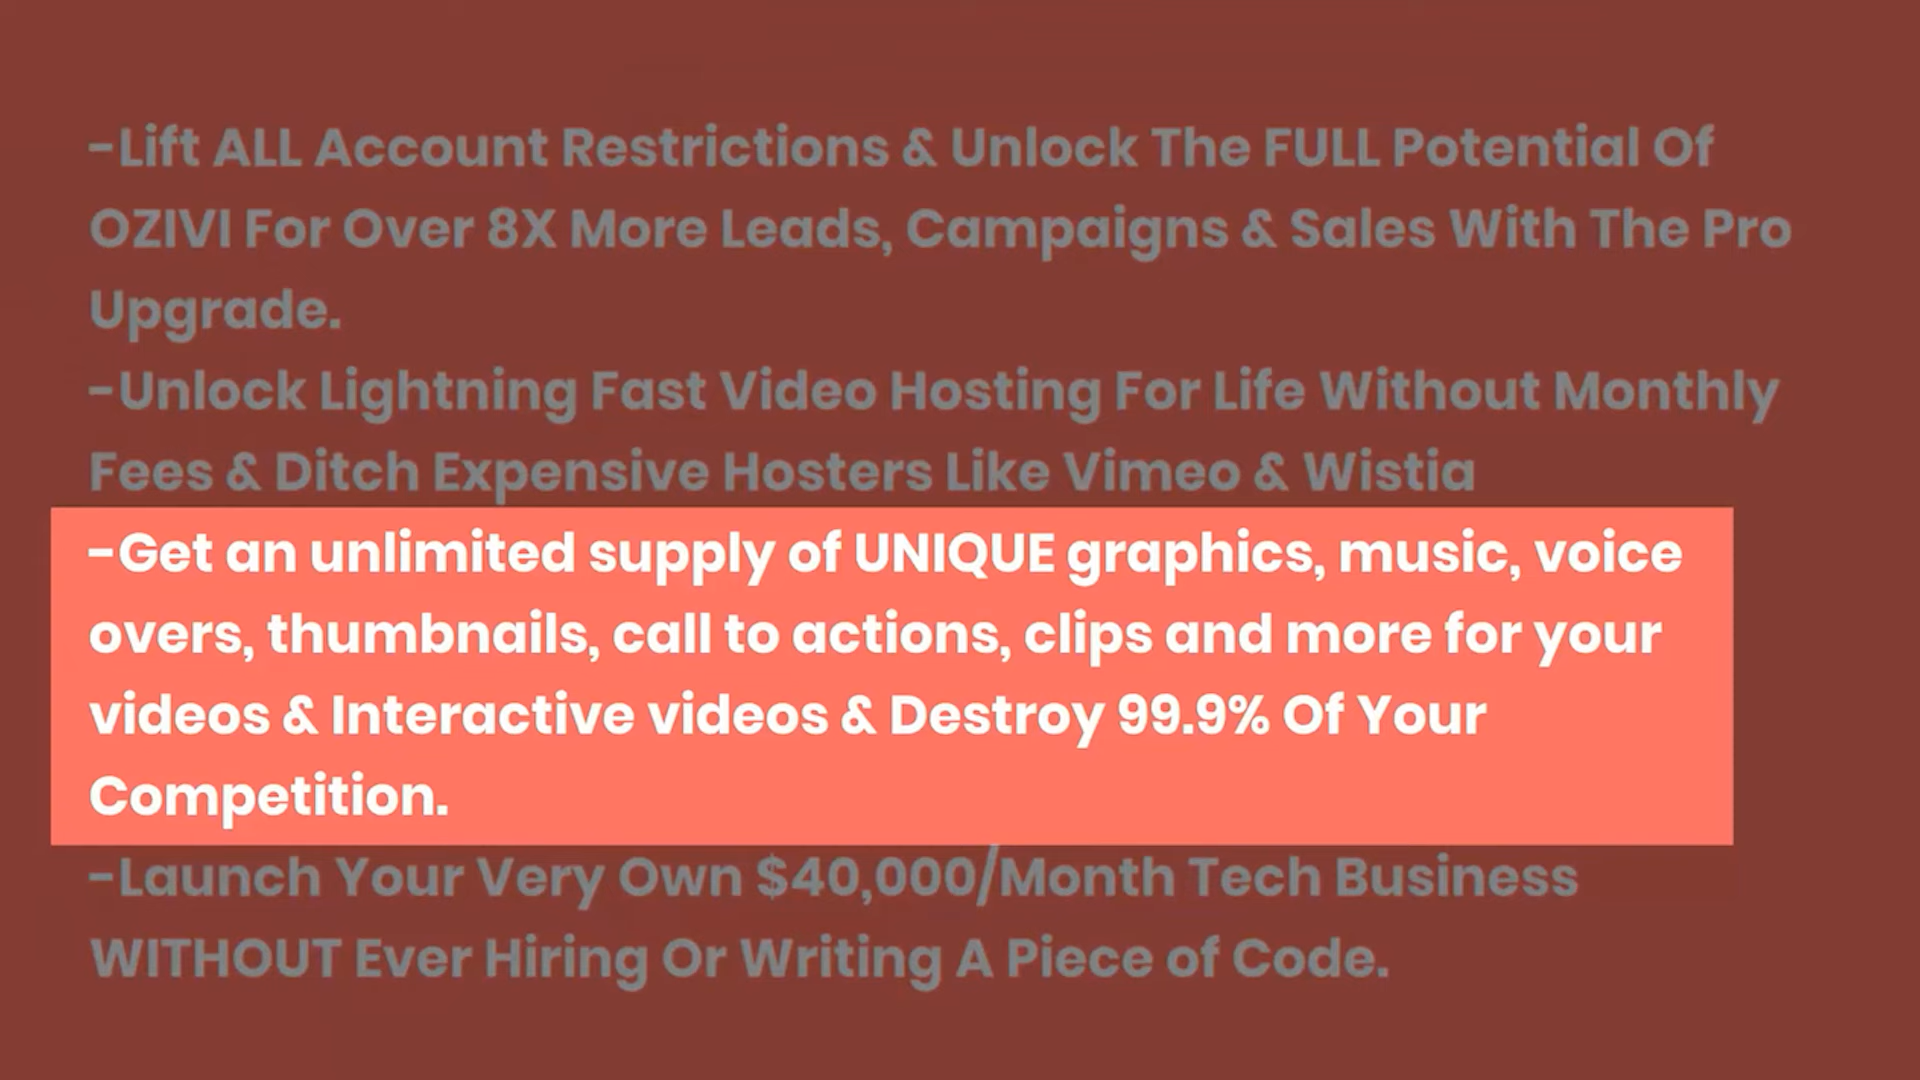 -Lift ALL Account Restrictions & Unlock The FULL Potential Of
OZIVI For Over 8X More Leads, Campaigns & Sales With The Pro
Upgrade.
-Unlock Lightning Fast Video Hosting For Life Without Monthly
Fees & Ditch Expensive Hosters Like Vimeo & Wistia
-Get an unlimited supply of UNIQUE graphics, music, voice
overs, thumbnails, call to actions, clips and more for your
videos & Interactive videos & Destroy 99.9% Of Your
Competition.
-Launch Your Very Own $40,000/Month Tech Business
WITHOUT Ever Hiring Or Writing A Piece of Code.